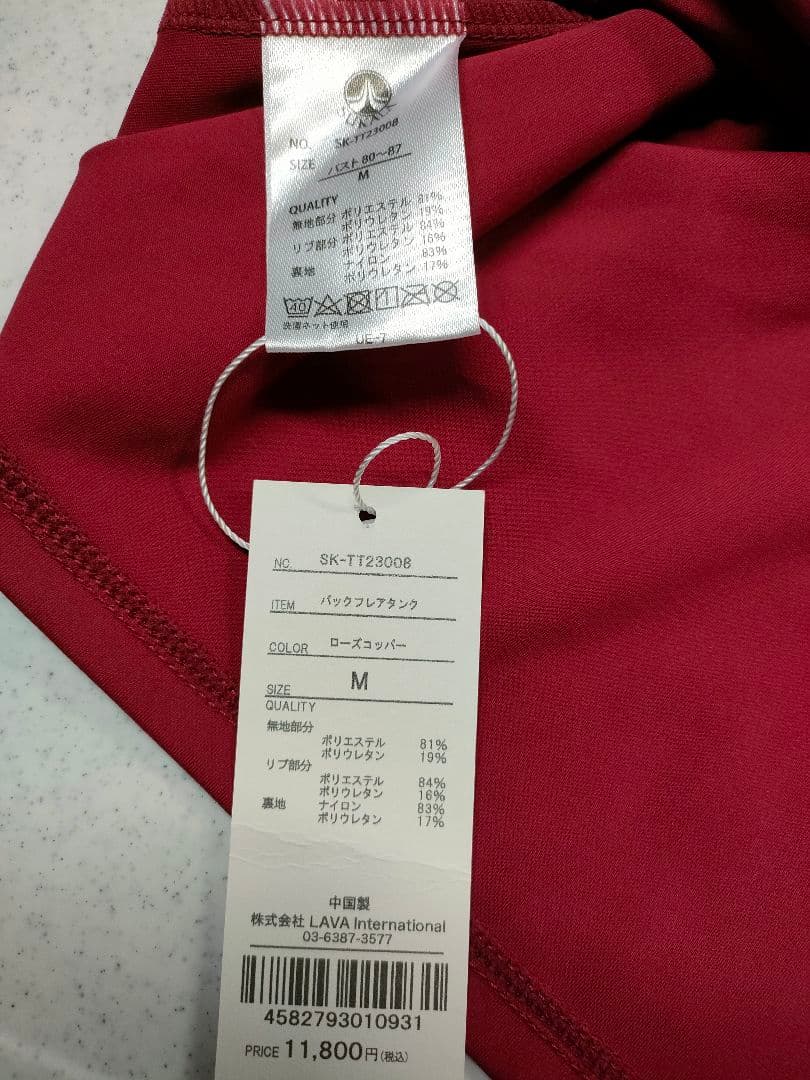 NO. SK-TT23008
SIZE バスト80〜87
M
QUALITY
無地部分 ポリエステル 81%
ポリウレタン 19%
リブ部分 ポリエステル 84%
ポリウレタン 16%
裏地 ナイロン 83%
ポリウレタン 17%
40
洗濯ネット使用
UE-7
NO. SK-TT23008
ITEM バックフレアタンク
COLOR ローズコッパー
SIZE M
QUALITY
無地部分
ポリエステル 81%
ポリウレタン 19%
リブ部分
ポリエステル 84%
ポリウレタン 16%
裏地 ナイロン 83%
ポリウレタン 17%
中国製
株式会社 LAVA International
03-6387-3577
4582793010931
PRICE 11,800円(税込)